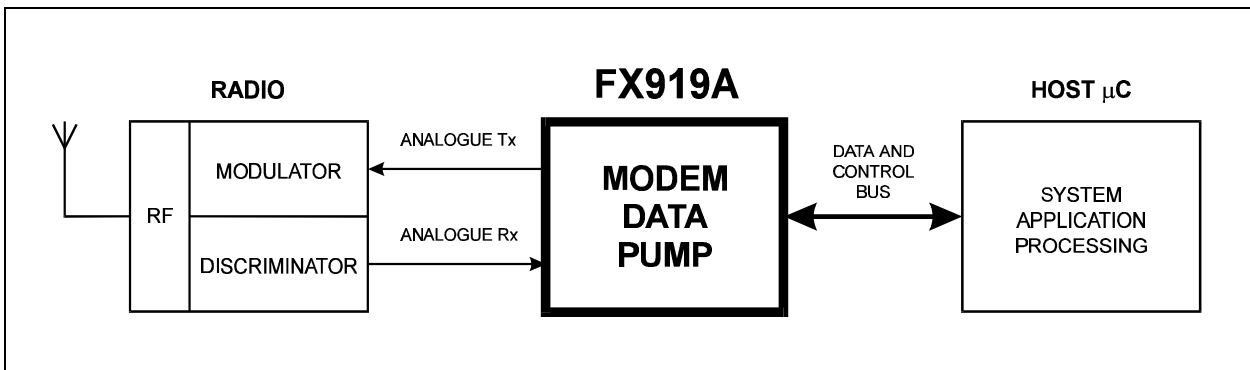 RADIO
RF
MODULATOR
DISCRIMINATOR
ANALOGUE Tx
ANALOGUE Rx
FX919A
MODEM
DATA
PUMP
DATA AND
CONTROL
BUS
HOST μC
SYSTEM
APPLICATION
PROCESSING